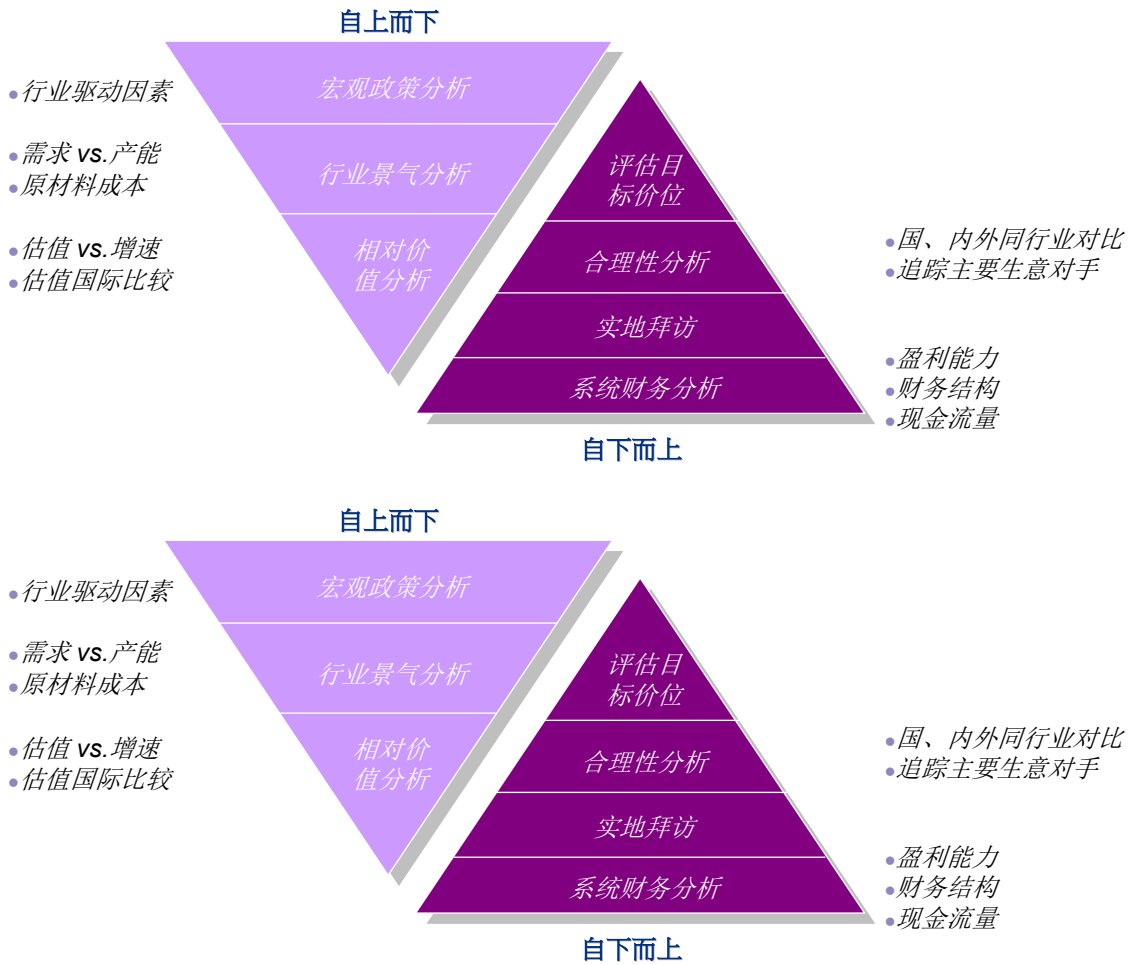 自上而下
宏观政策分析
行业景气分析
相对价
值分析
•行业驱动因素
•需求 vs.产能
•原材料成本
•估值 vs.增速
•估值国际比较
评估目
标价位
合理性分析
实地拜访
系统财务分析
自下而上
•国、内外同行业对比
•追踪主要生意对手
•盈利能力
•财务结构
•现金流量
自上而下
宏观政策分析
行业景气分析
相对价
值分析
•行业驱动因素
•需求 vs.产能
•原材料成本
•估值 vs.增速
•估值国际比较
评估目
标价位
合理性分析
实地拜访
系统财务分析
自下而上
•国、内外同行业对比
•追踪主要生意对手
•盈利能力
•财务结构
•现金流量